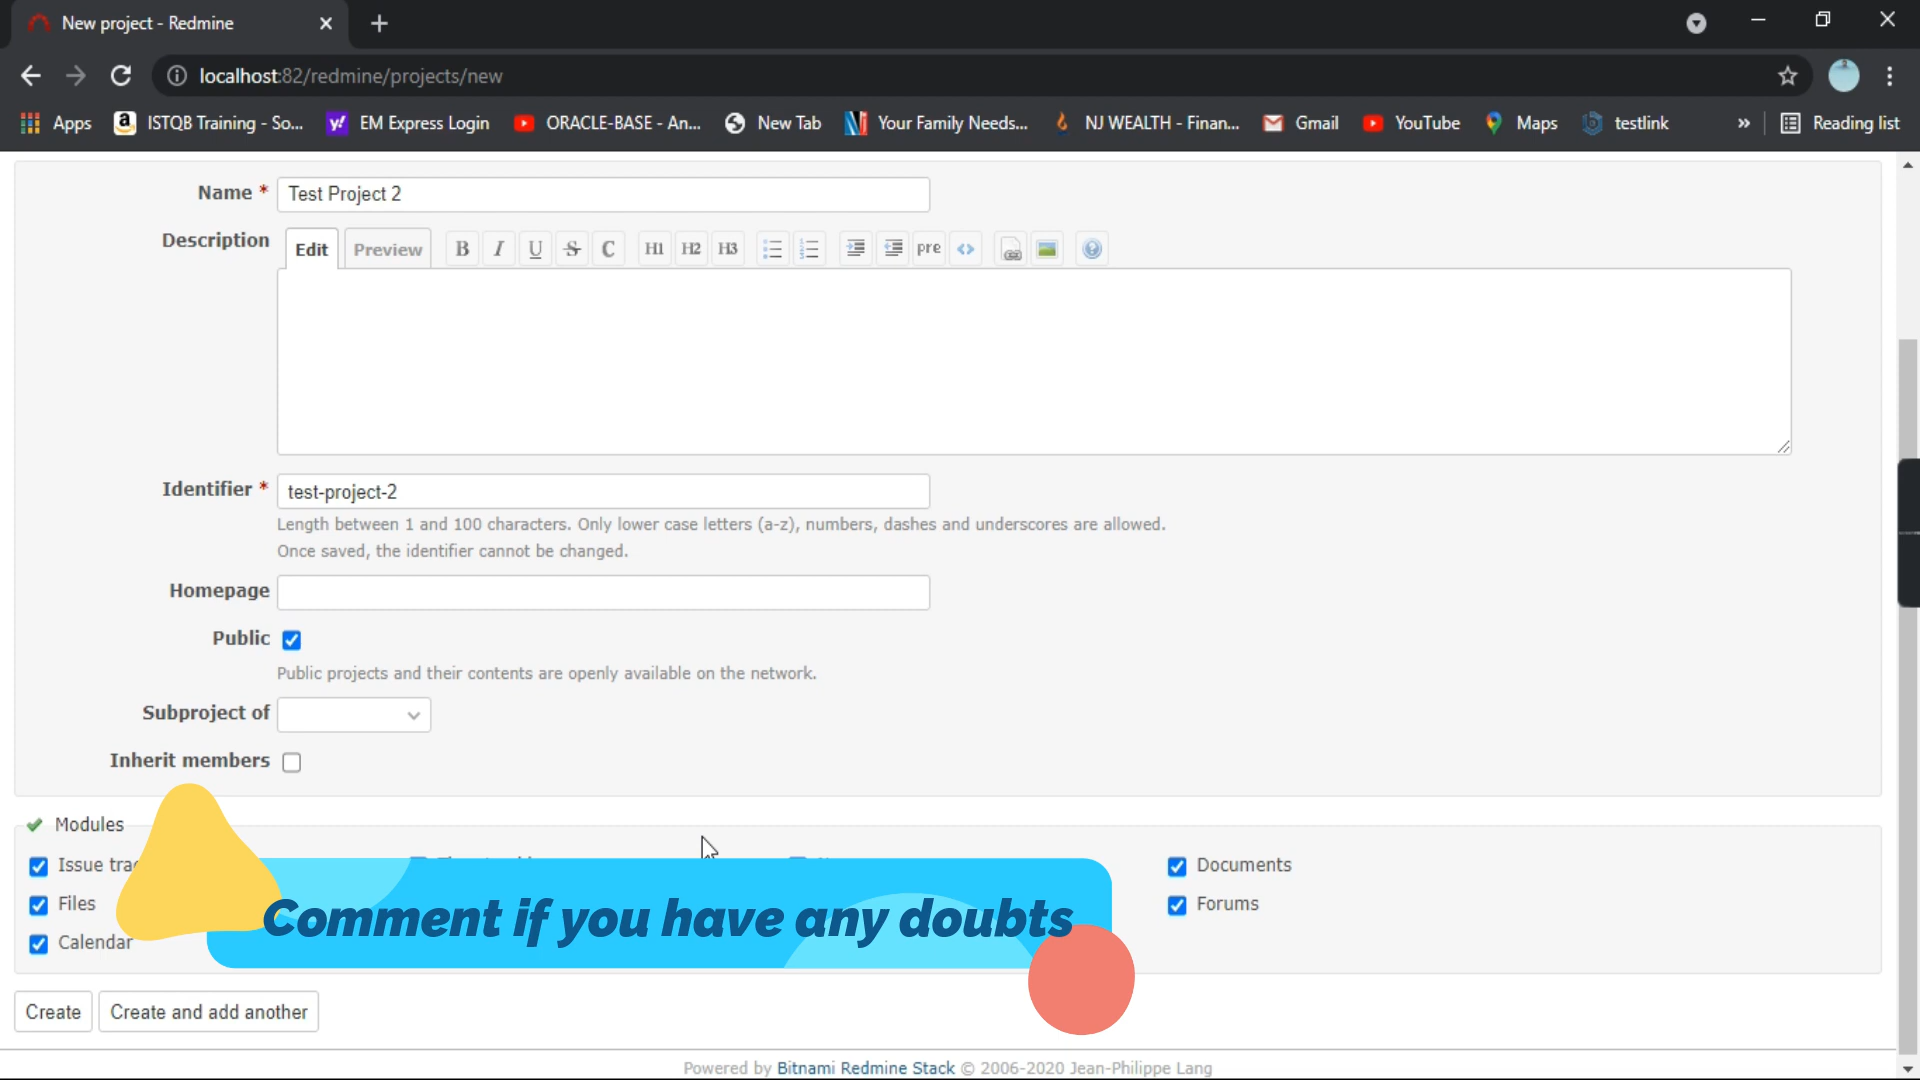 New project - Redmine
localhost:82/redmine/projects/new
Apps ISTQB Training - So... EM Express Login ORACLE-BASE - An... New Tab Your Family Needs... NJ WEALTH - Finan... Gmail YouTube Maps testlink » Reading list
Name * Test Project 2
Description Edit Preview B I U S C H1 H2 H3 pre <>
Identifier * test-project-2
Length between 1 and 100 characters. Only lower case letters (a-z), numbers, dashes and underscores are allowed.
Once saved, the identifier cannot be changed.
Homepage
Public
Public projects and their contents are openly available on the network.
Subproject of
Inherit members
Modules
Issue trac Documents
Files Forums
Calendar
Comment if you have any doubts
Create Create and add another
Powered by Bitnami Redmine Stack © 2006-2020 Jean-Philippe Lang